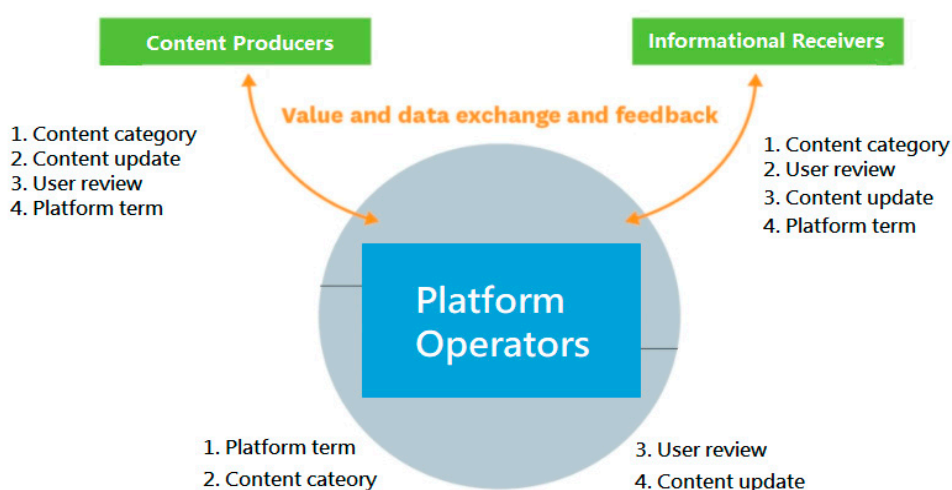 Content Producers
Informational Receivers
Value and data exchange and feedback
1. Content category
2. Content update
3. User review
4. Platform term
1. Content category
2. User review
3. Content update
4. Platform term
Platform
Operators
1. Platform term
2. Content cateory
3. User review
4. Content update